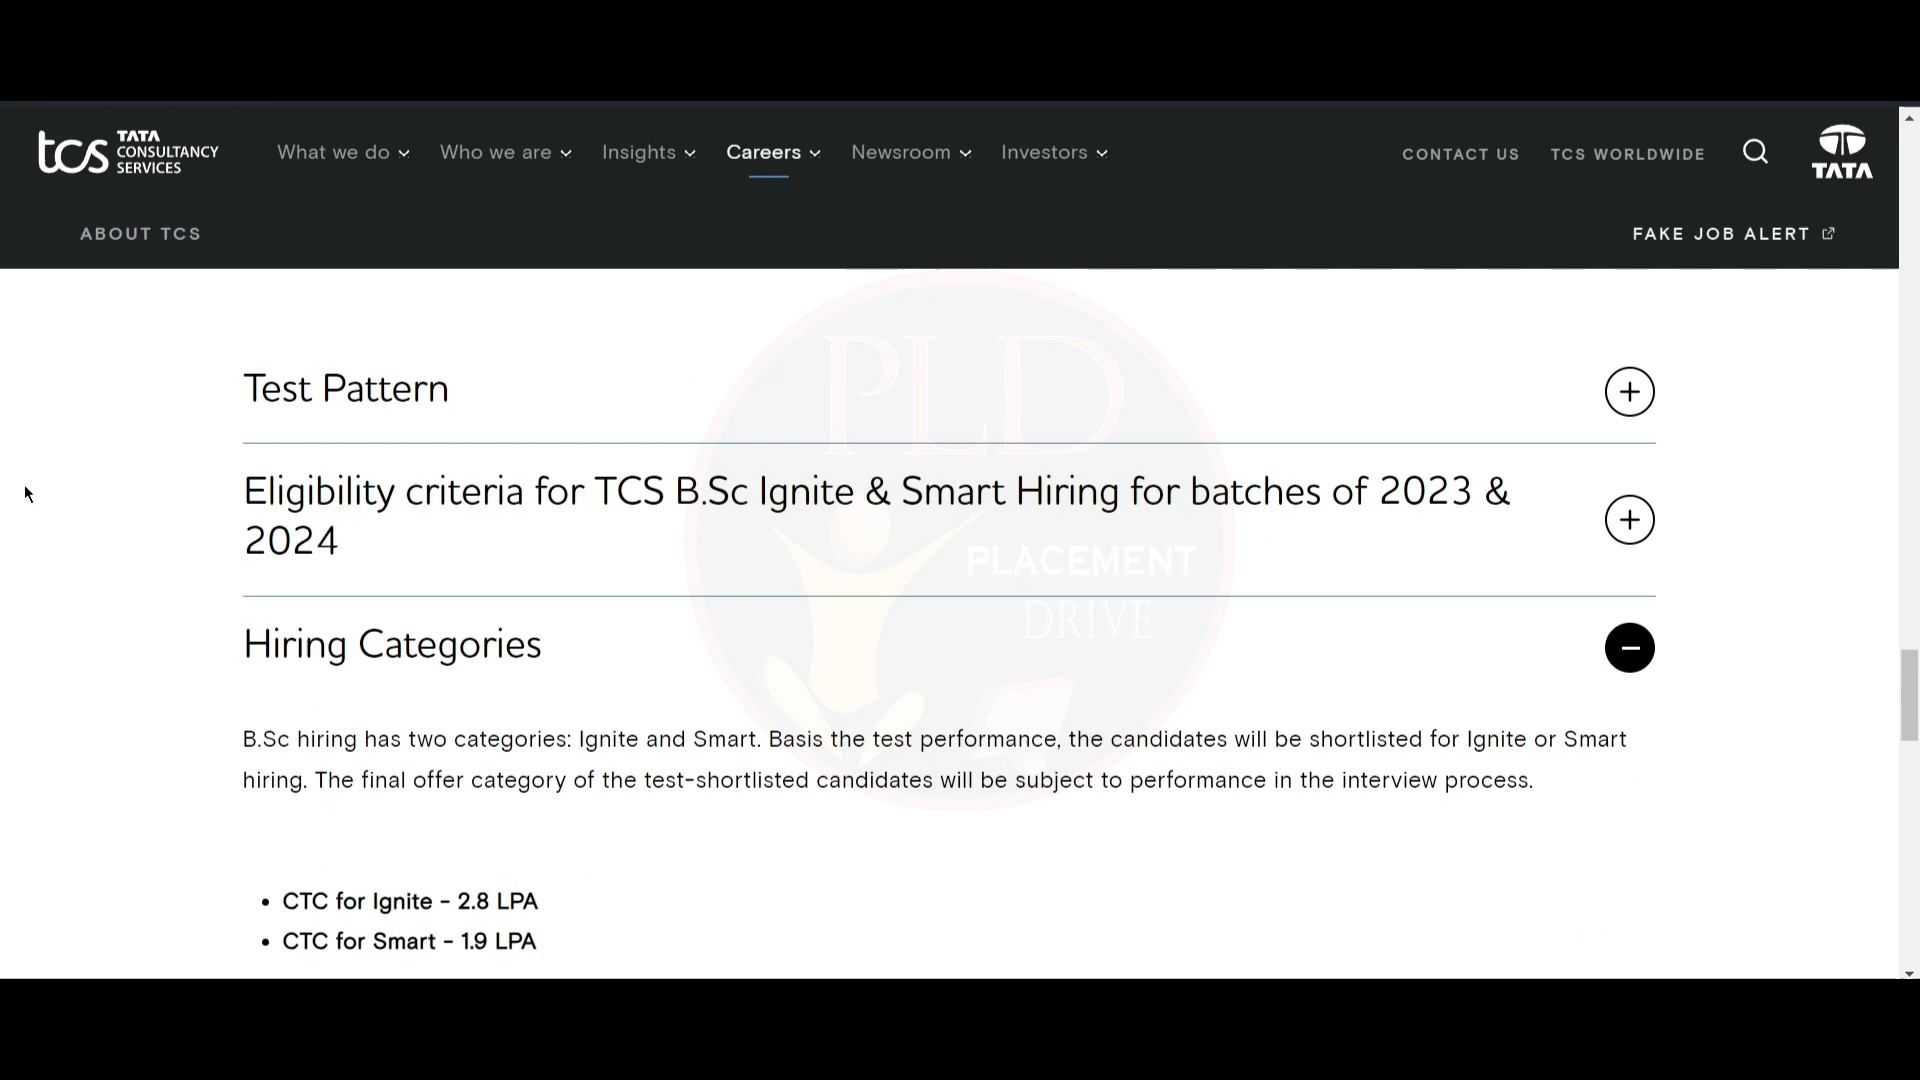 tcs TATA
CONSULTANCY
SERVICES
What we do
Who we are
Insights
Careers
Newsroom
Investors
CONTACT US
TCS WORLDWIDE
TATA
ABOUT TCS
FAKE JOB ALERT
PLD
Test Pattern
Eligibility criteria for TCS B.Sc Ignite & Smart Hiring for batches of 2023 &
2024
PLACEMENT
DRIVE
Hiring Categories
B.Sc hiring has two categories: Ignite and Smart. Basis the test performance, the candidates will be shortlisted for Ignite or Smart
hiring. The final offer category of the test-shortlisted candidates will be subject to performance in the interview process.
• CTC for Ignite - 2.8 LPA
• CTC for Smart - 1.9 LPA